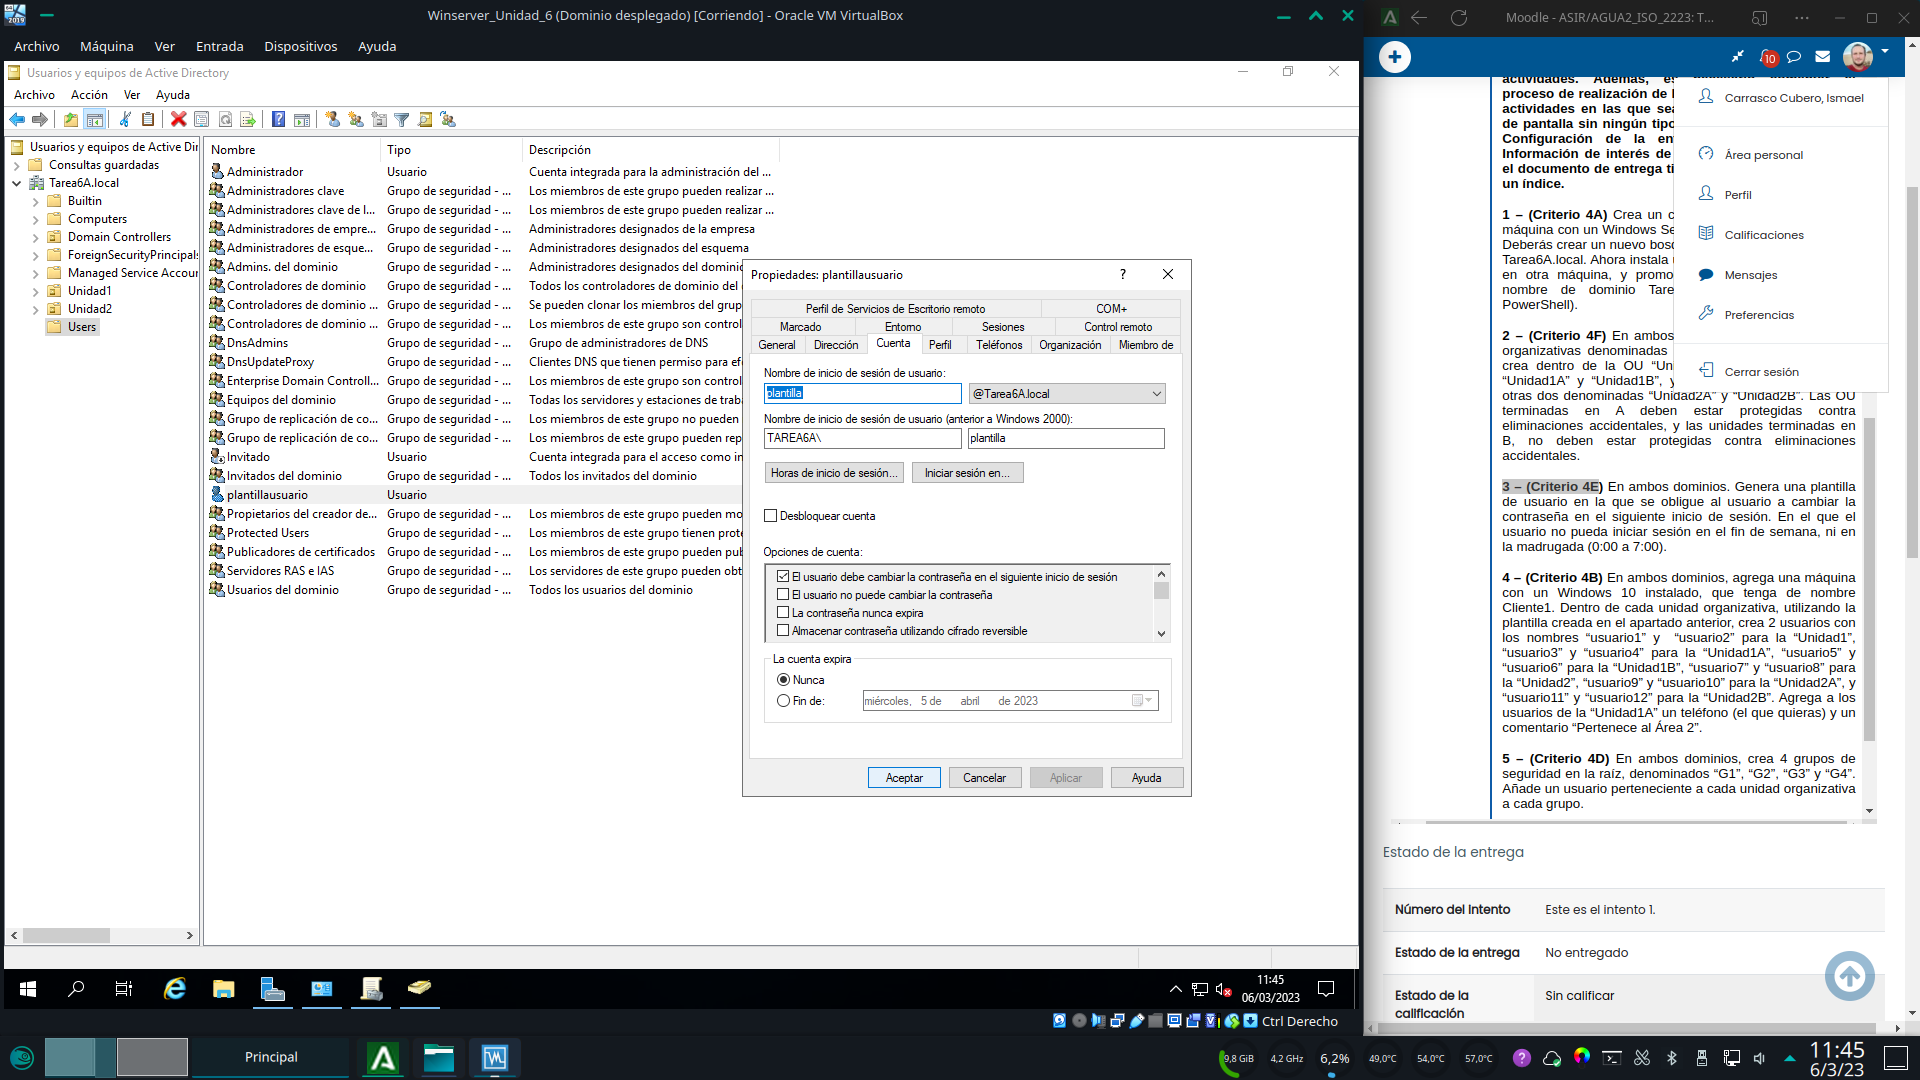 Winserver_Unidad_6 (Dominio desplegado) [Corriendo] - Oracle VM VirtualBox
Archivo Máquina Ver Entrada Dispositivos Ayuda
Usuarios y equipos de Active Directory
Archivo Acción Ver Ayuda
Usuarios y equipos de Active Dir
Consultas guardadas
Tarea6A.local
Builtin
Computers
Domain Controllers
ForeignSecurityPrincipals
Managed Service Accour
Unidad1
Unidad2
Users
Nombre Tipo Descripción
Administrador Usuario Cuenta integrada para la administración del ...
Administradores clave Grupo de seguridad - ... Los miembros de este grupo pueden realizar ...
Administradores clave de l... Grupo de seguridad - ... Los miembros de este grupo pueden realizar ...
Administradores de empre... Grupo de seguridad - ... Administradores designados de la empresa
Administradores de esque... Grupo de seguridad - ... Administradores designados del esquema
Admins. del dominio Grupo de seguridad - ... Administradores designados del dominio
Controladores de dominio Grupo de seguridad - ... Todos los controladores de dominio del
Controladores de dominio ... Grupo de seguridad - ... Se pueden clonar los miembros del grup
Controladores de dominio ... Grupo de seguridad - ... Los miembros de este grupo son control
DnsAdmins Grupo de seguridad - ... Grupo de administradores de DNS
DnsUpdateProxy Grupo de seguridad - ... Clientes DNS que tienen permiso para efe
Enterprise Domain Controll... Grupo de seguridad - ... Los miembros de este grupo son control
Equipos del dominio Grupo de seguridad - ... Todas los servidores y estaciones de traba
Grupo de replicación de co... Grupo de seguridad - ... Los miembros de este grupo no pueden
Grupo de replicación de co... Grupo de seguridad - ... Los miembros de este grupo pueden rep
Invitado Usuario Cuenta integrada para el acceso como in
Invitados del dominio Grupo de seguridad - ... Todos los invitados del dominio
plantillausuario Usuario
Propietarios del creador de... Grupo de seguridad - ... Los miembros de este grupo pueden mo
Protected Users Grupo de seguridad - ... Los miembros de este grupo tienen prote
Publicadores de certificados Grupo de seguridad - ... Los miembros de este grupo pueden pub
Servidores RAS e IAS Grupo de seguridad - ... Los servidores de este grupo pueden obt
Usuarios del dominio Grupo de seguridad - ... Todos los usuarios del dominio
Propiedades: plantillausuario
?
Perfil de Servicios de Escritorio remoto COM+
Marcado Entorno Sesiones Control remoto
General Dirección Cuenta Perfil Teléfonos Organización Miembro de
Nombre de inicio de sesión de usuario:
plantilla @Tarea6A.local
Nombre de inicio de sesión de usuario (anterior a Windows 2000):
TAREA6A\ plantilla
Horas de inicio de sesión... Iniciar sesión en...
Desbloquear cuenta
Opciones de cuenta:
El usuario debe cambiar la contraseña en el siguiente inicio de sesión
El usuario no puede cambiar la contraseña
La contraseña nunca expira
Almacenar contraseña utilizando cifrado reversible
La cuenta expira
Nunca
Fin de: miércoles, 5 de abril de 2023
Aceptar Cancelar Aplicar Ayuda
11:45
06/03/2023
Ctrl Derecho
Moodle - ASIR/AGUA2_ISO_2223: T...
10
proceso de realización de l
actividades en las que sea
de pantalla sin ningún tipo
Configuración de la en
Información de interés de
el documento de entrega ti
un índice.
1 – (Criterio 4A) Crea un c
máquina con un Windows Se
Deberás crear un nuevo bosc
Tarea6A.local. Ahora instala
en otra máquina, y promo
nombre de dominio Tare
PowerShell).
2 – (Criterio 4F) En ambos
organizativas denominadas
crea dentro de la OU “Un
“Unidad1A” y “Unidad1B”, y
otras dos denominadas “Unidad2A” y “Unidad2B”. Las OU
terminadas en A deben estar protegidas contra
eliminaciones accidentales, y las unidades terminadas en
B, no deben estar protegidas contra eliminaciones
accidentales.
3 – (Criterio 4E) En ambos dominios. Genera una plantilla
de usuario en la que se obligue al usuario a cambiar la
contraseña en el siguiente inicio de sesión. En el que el
usuario no pueda iniciar sesión en el fin de semana, ni en
la madrugada (0:00 a 7:00).
4 – (Criterio 4B) En ambos dominios, agrega una máquina
con un Windows 10 instalado, que tenga de nombre
Cliente1. Dentro de cada unidad organizativa, utilizando la
plantilla creada en el apartado anterior, crea 2 usuarios con
los nombres “usuario1” y “usuario2” para la “Unidad1”,
“usuario3” y “usuario4” para la “Unidad1A”, “usuario5” y
“usuario6” para la “Unidad1B”, “usuario7” y “usuario8” para
la “Unidad2”, “usuario9” y “usuario10” para la “Unidad2A”, y
“usuario11” y “usuario12” para la “Unidad2B”. Agrega a los
usuarios de la “Unidad1A” un teléfono (el que quieras) y un
comentario “Pertenece al Área 2”.
5 – (Criterio 4D) En ambos dominios, crea 4 grupos de
seguridad en la raíz, denominados “G1”, “G2”, “G3” y “G4”.
Añade un usuario perteneciente a cada unidad organizativa
a cada grupo.
Carrasco Cubero, Ismael
Área personal
Perfil
Calificaciones
Mensajes
Preferencias
Cerrar sesión
Estado de la entrega
Número del Intento Este es el intento 1.
Estado de la entrega No entregado
Estado de la calificación Sin calificar
Principal
9,8 GiB 4,2 GHz 6,2% 49,0°C 54,0°C 57,0°C
11:45
6/3/23